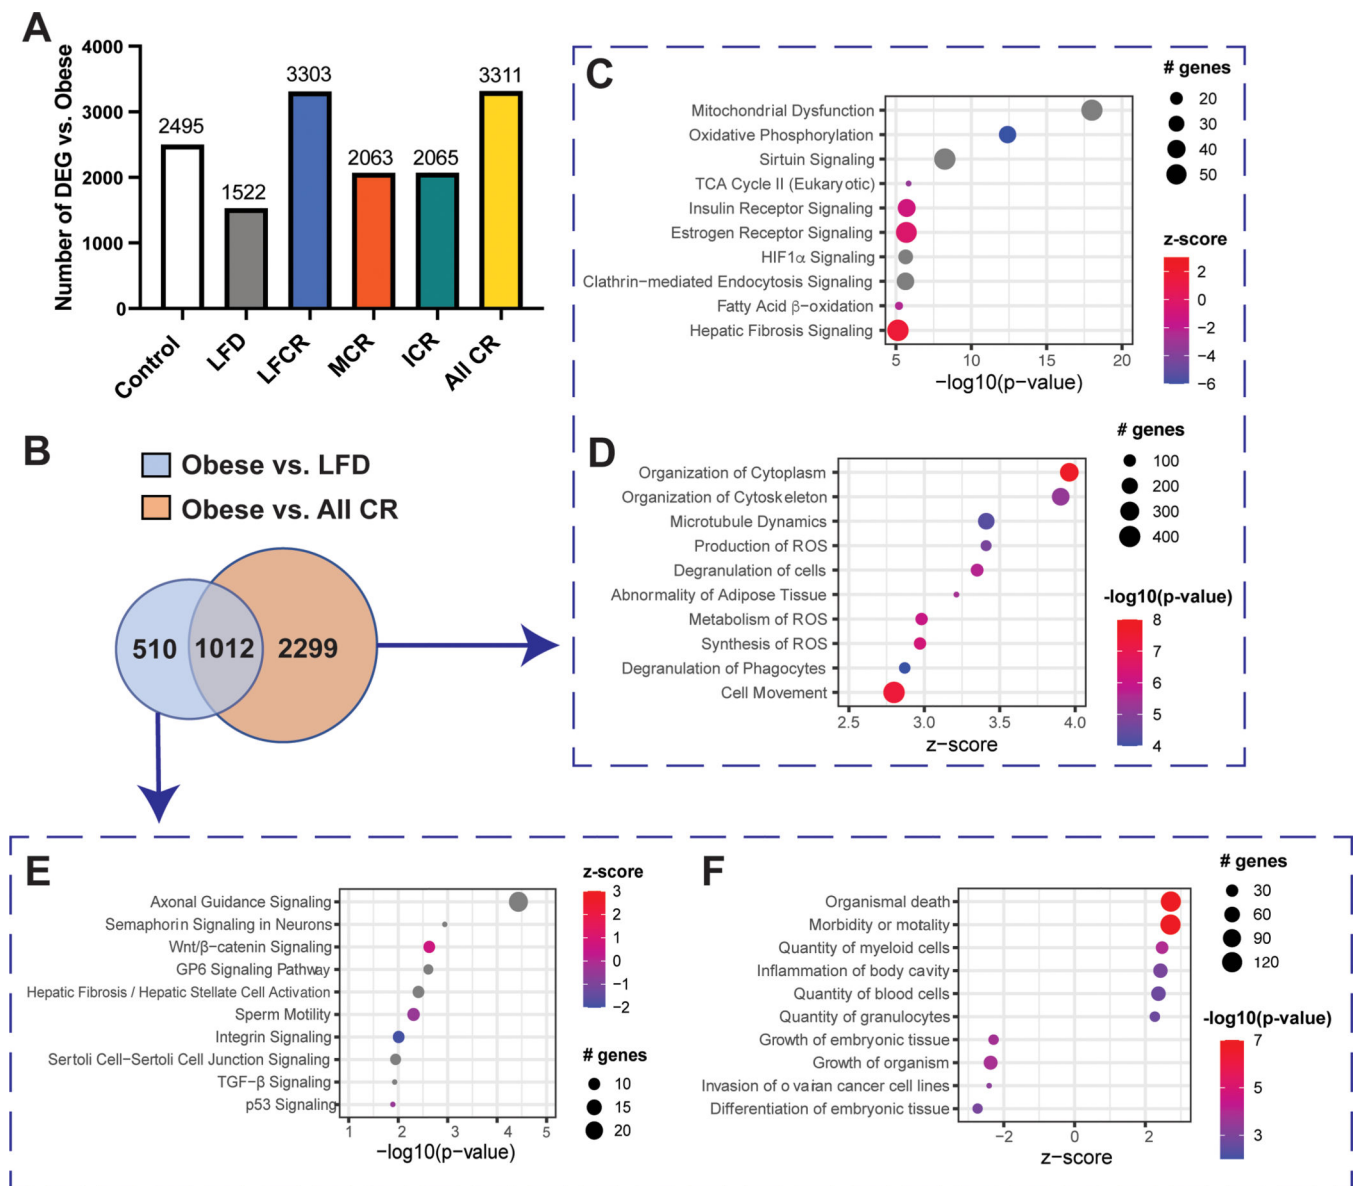 A
Number of DEG vs. Obese
4000
3000
2000
1000
0
2495
1522
3303
2063
2065
3311
Control
LFD
LFCR
MCR
ICR
All CR
B
Obese vs. LFD
Obese vs. All CR
510
1012
2299
C
Mitochondrial Dysfunction
Oxidative Phosphorylation
Sirtuin Signaling
TCA Cycle II (Eukaryotic)
Insulin Receptor Signaling
Estrogen Receptor Signaling
HIF1α Signaling
Clathrin−mediated Endocytosis Signaling
Fatty Acid β−oxidation
Hepatic Fibrosis Signaling
5
10
15
20
−log10(p−value)
# genes
20
30
40
50
z-score
2
0
−2
−4
−6
D
Organization of Cytoplasm
Organization of Cytoskeleton
Microtubule Dynamics
Production of ROS
Degranulation of cells
Abnormality of Adipose Tissue
Metabolism of ROS
Synthesis of ROS
Degranulation of Phagocytes
Cell Movement
2.5
3.0
3.5
4.0
z−score
# genes
100
200
300
400
-log10(p-value)
8
7
6
5
4
E
Axonal Guidance Signaling
Semaphorin Signaling in Neurons
Wnt/β−catenin Signaling
GP6 Signaling Pathway
Hepatic Fibrosis / Hepatic Stellate Cell Activation
Sperm Motility
Integrin Signaling
Sertoli Cell−Sertoli Cell Junction Signaling
TGF−β Signaling
p53 Signaling
1
2
3
4
5
−log10(p−value)
z-score
3
2
1
0
−1
−2
# genes
10
15
20
F
Organismal death
Morbidity or motality
Quantity of myeloid cells
Inflammation of body cavity
Quantity of blood cells
Quantity of granulocytes
Growth of embryonic tissue
Growth of organism
Invasion of o vaian cancer cell lines
Differentiation of embryonic tissue
−2
0
2
z−score
# genes
30
60
90
120
-log10(p-value)
7
5
3